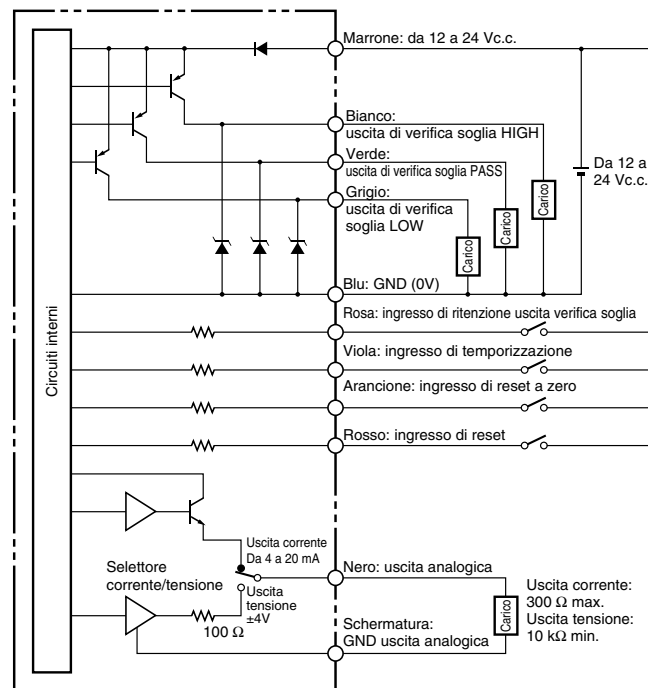 Marrone: da 12 a 24 Vc.c.
Bianco:
uscita di verifica soglia HIGH
Verde:
uscita di verifica soglia PASS
Grigio:
uscita di verifica
soglia LOW
Carico
Carico
Carico
Da 12 a
24 Vc.c.
Blu: GND (0V)
Rosa: ingresso di ritenzione uscita verifica soglia
Viola: ingresso di temporizzazione
Arancione: ingresso di reset a zero
Rosso: ingresso di reset
Circuiti interni
Uscita corrente
Da 4 a 20 mA
Selettore
corrente/tensione
Uscita
tensione
±4V
100 Ω
Nero: uscita analogica
Schermatura:
GND uscita analogica
Carico
Uscita corrente:
300 Ω max.
Uscita tensione:
10 kΩ min.